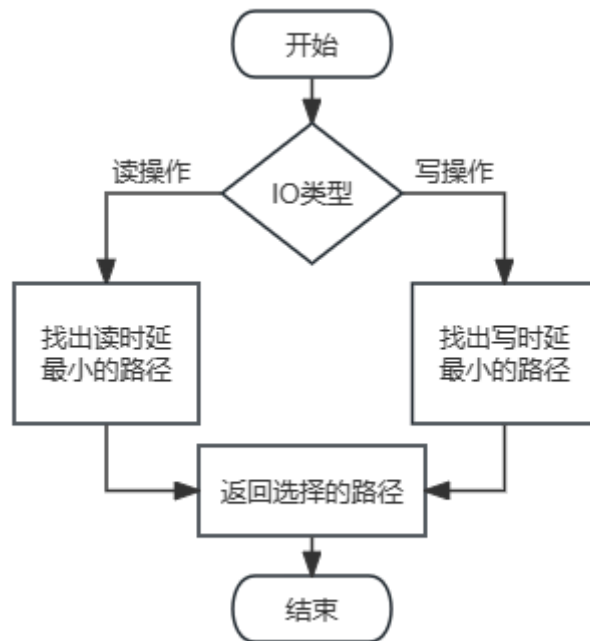 开始
IO类型
读操作
写操作
找出读时延
最小的路径
找出写时延
最小的路径
返回选择的路径
结束